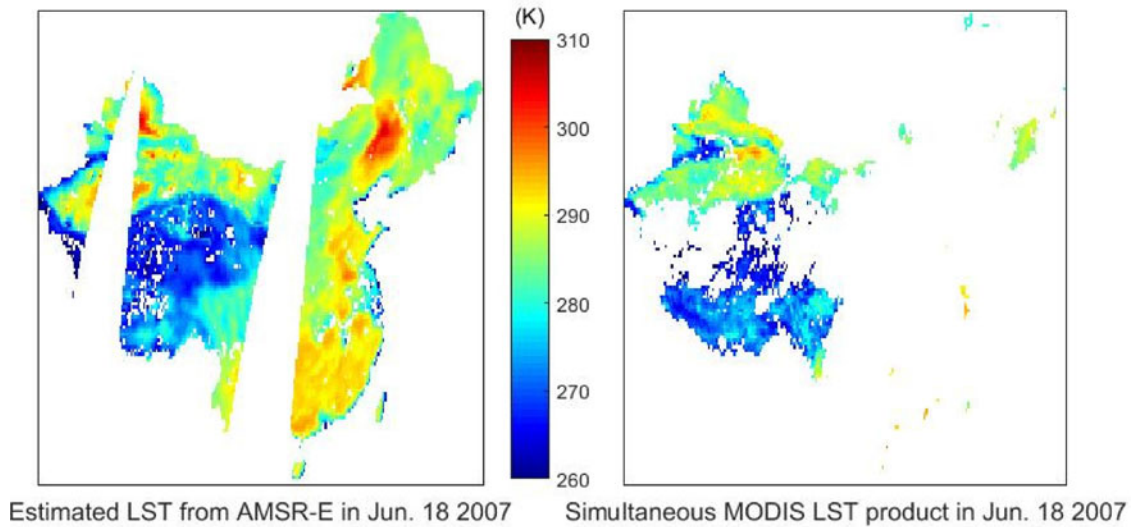 (K)
310
300
290
280
270
260
Estimated LST from AMSR-E in Jun. 18 2007
Simultaneous MODIS LST product in Jun. 18 2007